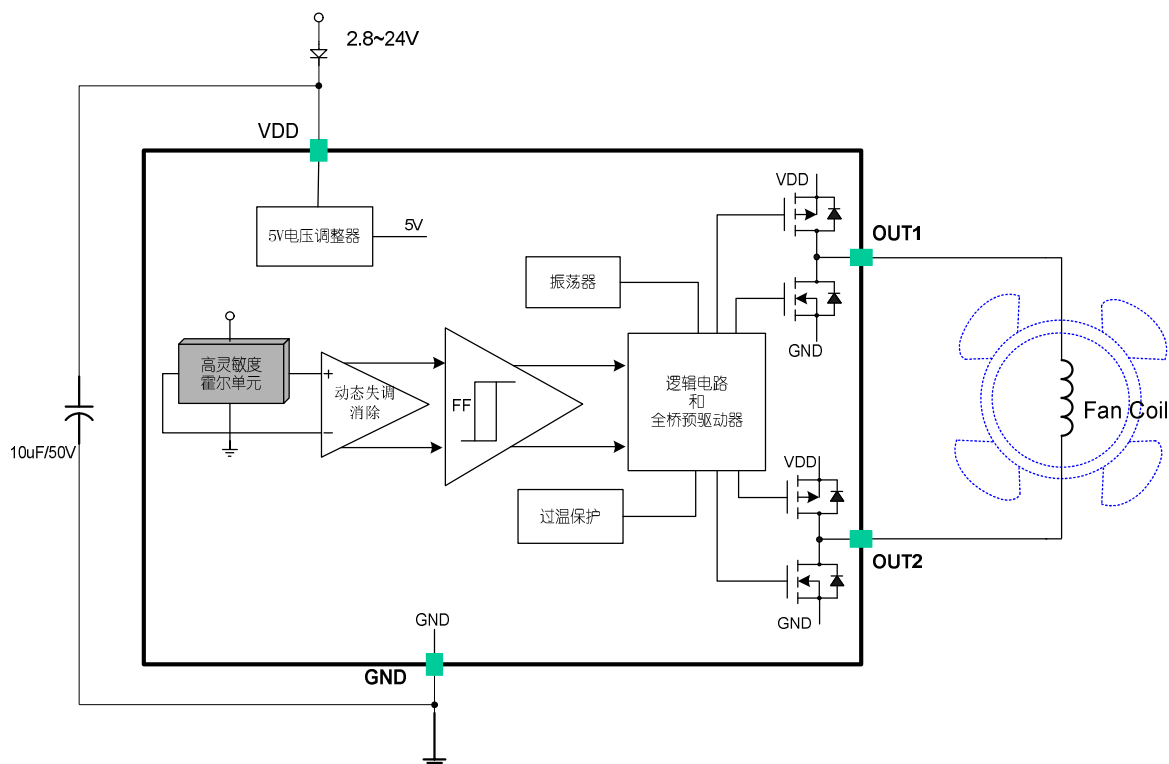 2.8~24V
VDD
VDD
5V电压调整器
5V
OUT1
振荡器
GND
高灵敏度
霍尔单元
+
动态失调
消除
−
FF
逻辑电路
和
全桥预驱动器
Fan Coil
10uF/50V
VDD
过温保护
OUT2
GND
GND
GND